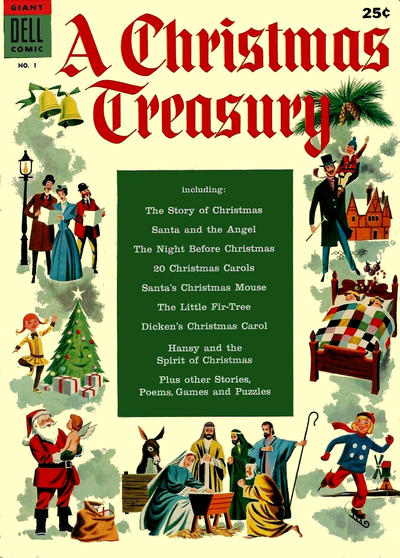 GIANT
DELL
COMIC
NO. 1
25¢
A Christmas
Treasury
including:
The Story of Christmas
Santa and the Angel
The Night Before Christmas
20 Christmas Carols
Santa's Christmas Mouse
The Little Fir-Tree
Dicken's Christmas Carol
Hansy and the
Spirit of Christmas
Plus other Stories,
Poems, Games and Puzzles